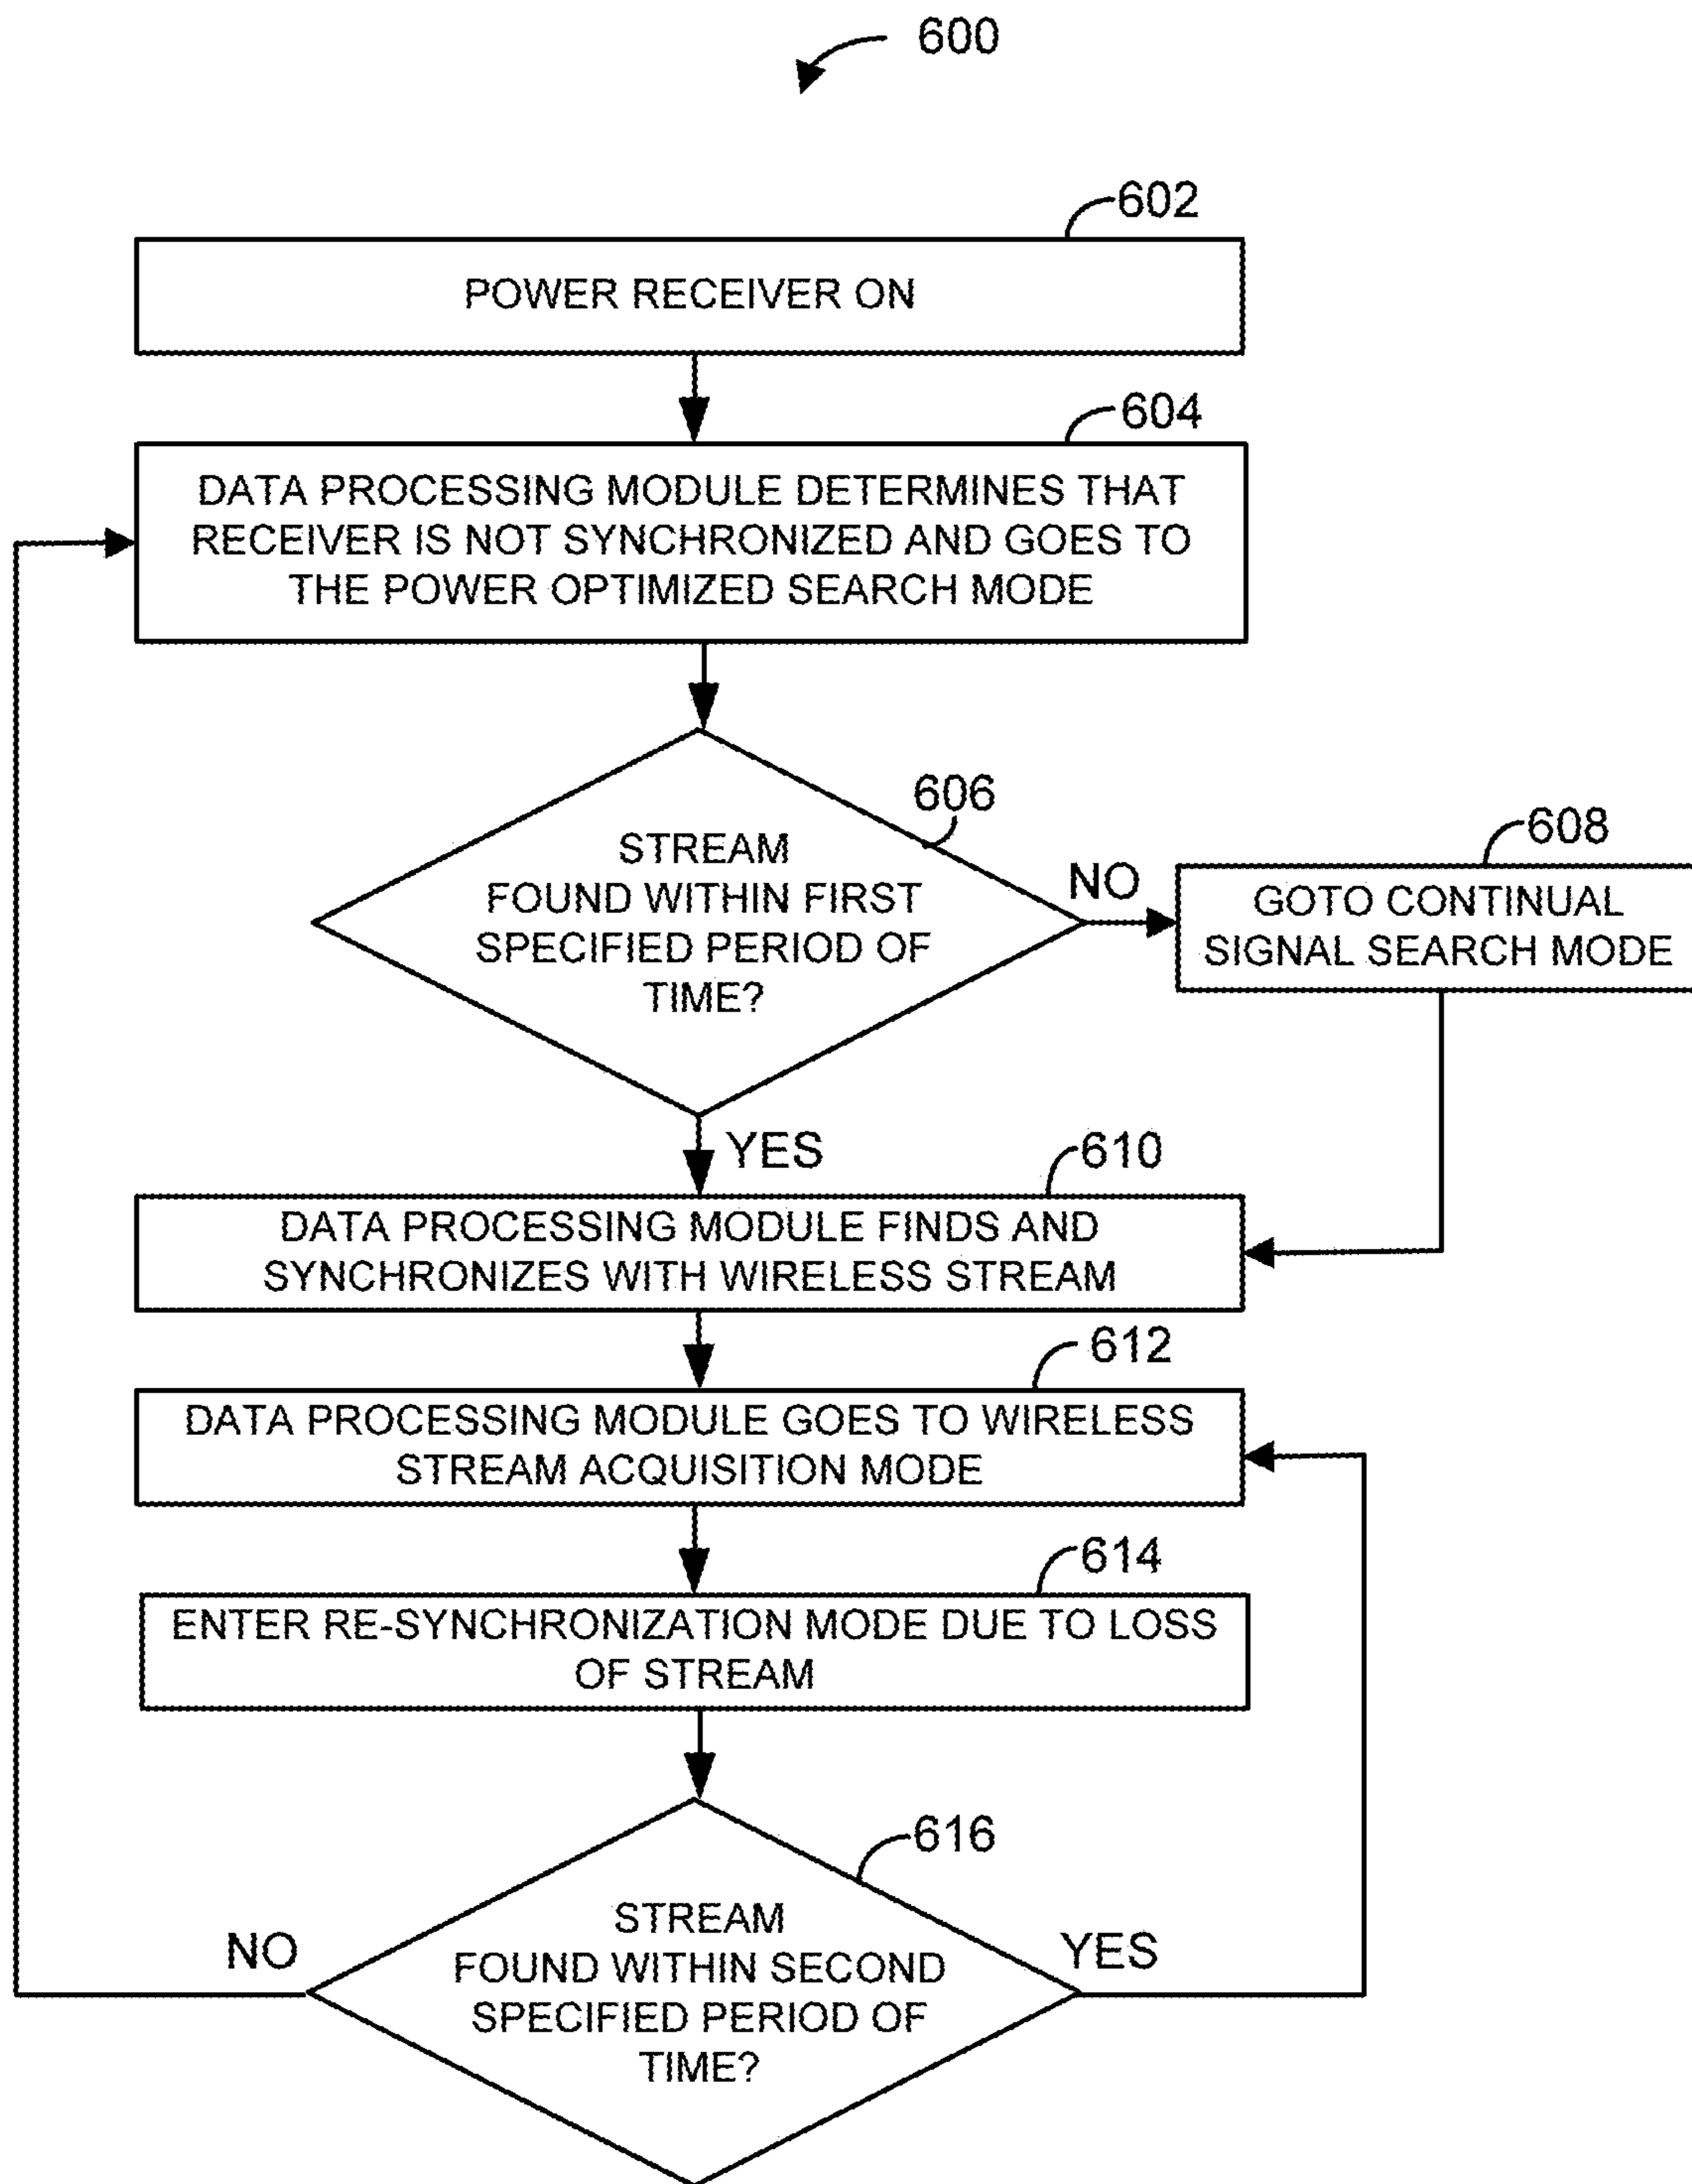 600
602
POWER RECEIVER ON
604
DATA PROCESSING MODULE DETERMINES THAT
RECEIVER IS NOT SYNCHRONIZED AND GOES TO
THE POWER OPTIMIZED SEARCH MODE
606
STREAM
FOUND WITHIN FIRST
SPECIFIED PERIOD OF
TIME?
NO
608
GOTO CONTINUAL
SIGNAL SEARCH MODE
YES
610
DATA PROCESSING MODULE FINDS AND
SYNCHRONIZES WITH WIRELESS STREAM
612
DATA PROCESSING MODULE GOES TO WIRELESS
STREAM ACQUISITION MODE
614
ENTER RE-SYNCHRONIZATION MODE DUE TO LOSS
OF STREAM
616
STREAM
FOUND WITHIN SECOND
SPECIFIED PERIOD OF
TIME?
NO
YES